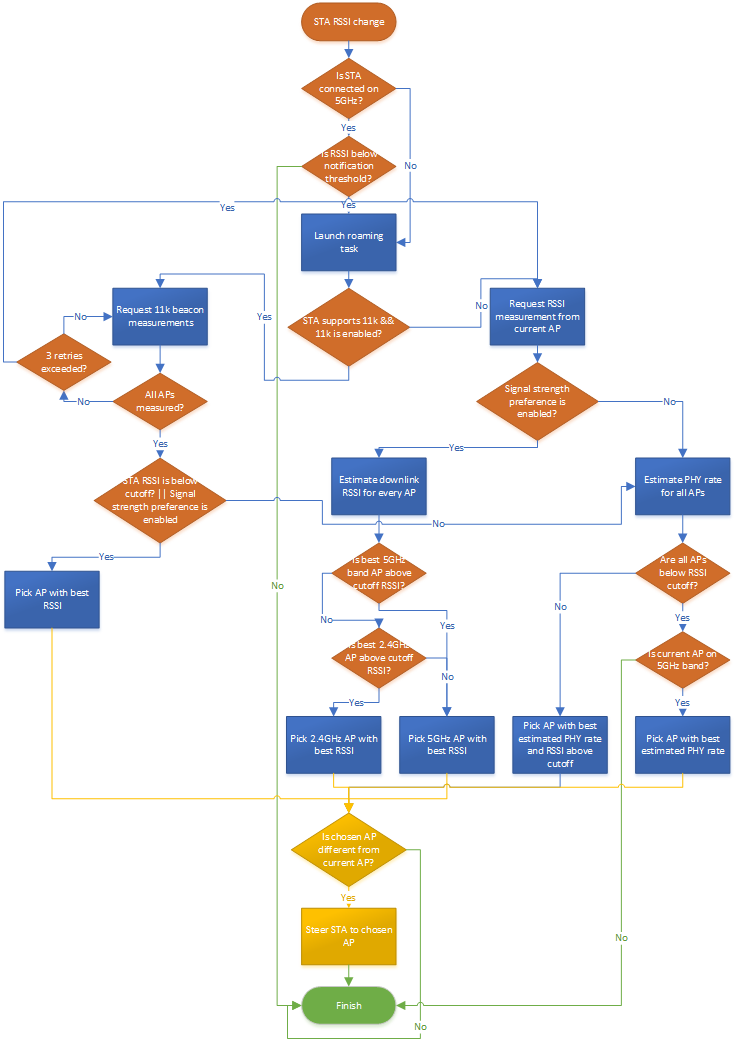 STA RSSI change
Is STA
connected on
5GHz?
Yes
No
Is RSSI below
notification
threshold?
Yes
Yes
Launch roaming
task
Request 11k beacon
measurements
Yes
STA supports 11k &&
11k is enabled?
No
Request RSSI
measurement from
current AP
No
3 retries
exceeded?
All APs
measured?
No
Signal strength
preference is
enabled?
No
Yes
Yes
STA RSSI is below
cutoff? || Signal
strength preference is
enabled
Estimate downlink
RSSI for every AP
Estimate PHY rate
for all APs
No
Yes
Pick AP with best
RSSI
No
Is best 5GHz
band AP above
cutoff RSSI?
Are all APs
below RSSI
cutoff?
No
No
Yes
Yes
Is best 2.4GHz
AP above cutoff
RSSI?
No
Is current AP on
5GHz band?
Yes
Yes
Pick 2.4GHz AP with
best RSSI
Pick 5GHz AP with
best RSSI
Pick AP with best
estimated PHY rate
and RSSI above
cutoff
Pick AP with best
estimated PHY rate
Is chosen AP
different from
current AP?
Yes
Steer STA to chosen
AP
No
Finish
No